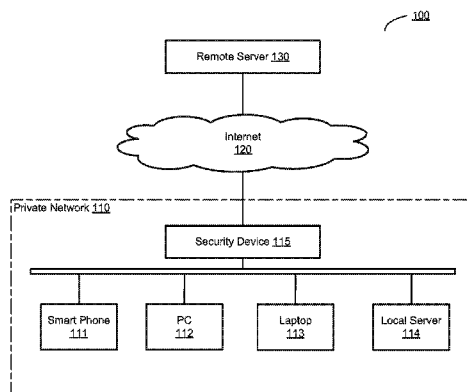 100
Remote Server 130
Internet
120
Private Network 110
Security Device 115
Smart Phone
111
PC
112
Laptop
113
Local Server
114